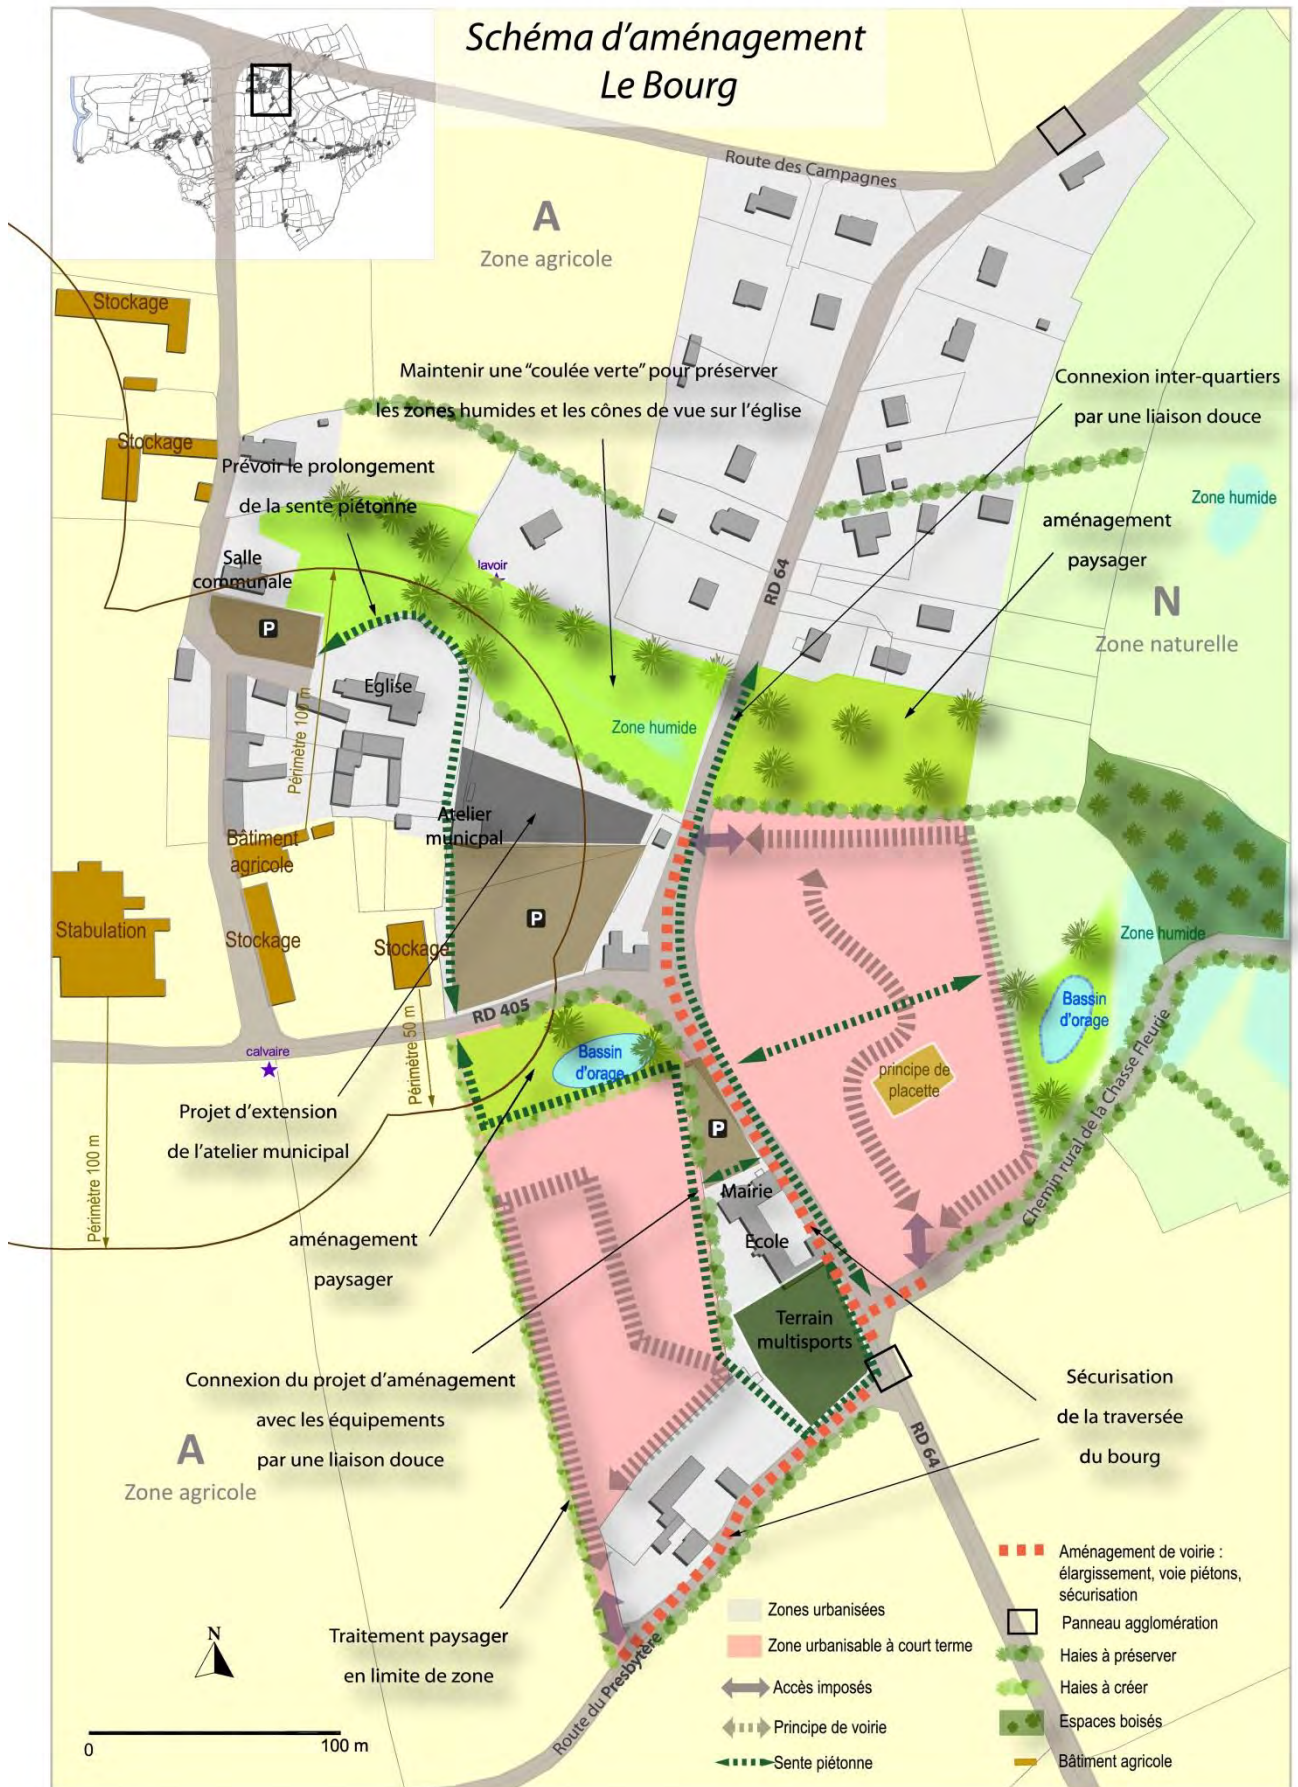 Schéma d'aménagement
Le Bourg
Route des Campagnes
A
Zone agricole
Stockage
Maintenir une "coulée verte" pour préserver
les zones humides et les cônes de vue sur l'église
Connexion inter-quartiers
par une liaison douce
Stockage
Prévoir le prolongement
de la sente piétonne
Zone humide
aménagement
paysager
Salle
communale
lavoir
RD 64
N
Zone naturelle
P
Eglise
Périmètre 100 m
Zone humide
Atelier
municpal
Bâtiment
agricole
P
Stabulation
Stockage
Stockage
Zone humide
RD 405
Bassin
d'orage
calvaire
Bassin
d'orage
Périmètre 50 m
principe de
placette
Chemin rural de la Chasse Fleurie
Projet d'extension
de l'atelier municipal
P
Périmètre 100 m
Mairie
Ecole
aménagement
paysager
Terrain
multisports
Connexion du projet d'aménagement
avec les équipements
par une liaison douce
Sécurisation
de la traversée
du bourg
A
Zone agricole
RD 64
Traitement paysager
en limite de zone
Route du Presbytère
N
0
100 m
Zones urbanisées
Zone urbanisable à court terme
Accès imposés
Principe de voirie
Sente piétonne
Aménagement de voirie :
élargissement, voie piétons,
sécurisation
Panneau agglomération
Haies à préserver
Haies à créer
Espaces boisés
Bâtiment agricole